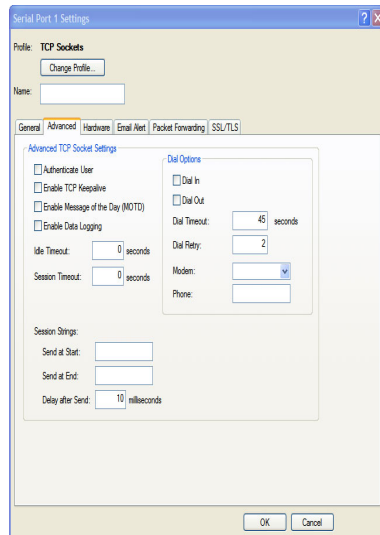 Serial Port 1 Settings
Profile: TCP Sockets
Change Profile...
Name:
General Advanced Hardware Email Alert Packet Forwarding SSL/TLS
Advanced TCP Socket Settings
Authenticate User
Enable TCP Keepalive
Enable Message of the Day (MOTD)
Enable Data Logging
Idle Timeout: 0 seconds
Session Timeout: 0 seconds
Dial Options
Dial In
Dial Out
Dial Timeout: 45 seconds
Dial Retry: 2
Modem:
Phone:
Session Strings:
Send at Start:
Send at End:
Delay after Send: 10 milliseconds
OK Cancel